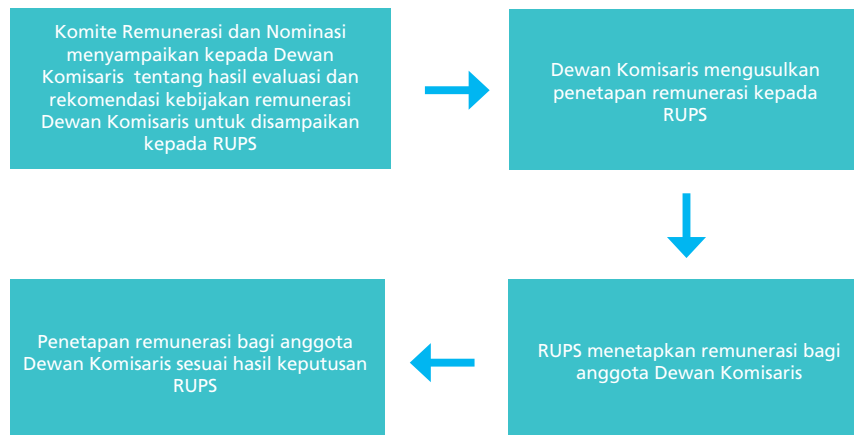 Komite Remunerasi dan Nominasi
menyampaikan kepada Dewan
Komisaris tentang hasil evaluasi dan
rekomendasi kebijakan remunerasi
Dewan Komisaris untuk disampaikan
kepada RUPS
Dewan Komisaris mengusulkan
penetapan remunerasi kepada
RUPS
RUPS menetapkan remunerasi bagi
anggota Dewan Komisaris
Penetapan remunerasi bagi anggota
Dewan Komisaris sesuai hasil keputusan
RUPS